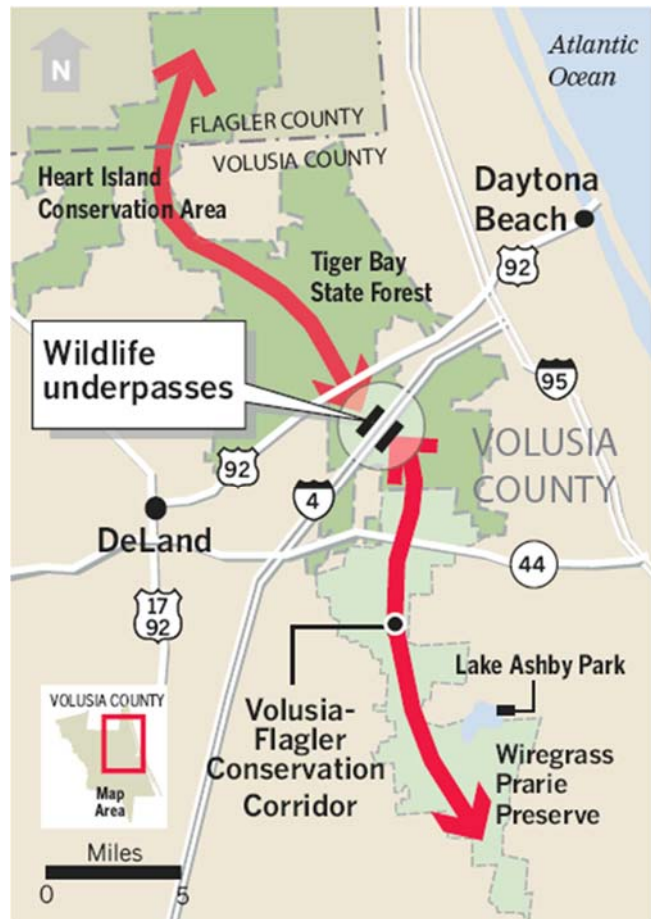 N
Atlantic
Ocean
FLAGLER COUNTY
VOLUSIA COUNTY
Heart Island
Conservation Area
Daytona
Beach
92
Tiger Bay
State Forest
Wildlife
underpasses
95
VOLUSIA
COUNTY
92
4
DeLand
44
17
92
Lake Ashby Park
VOLUSIA COUNTY
Map
Area
Volusia-
Flagler
Conservation
Corridor
Wiregrass
Prarie
Preserve
Miles
0 5